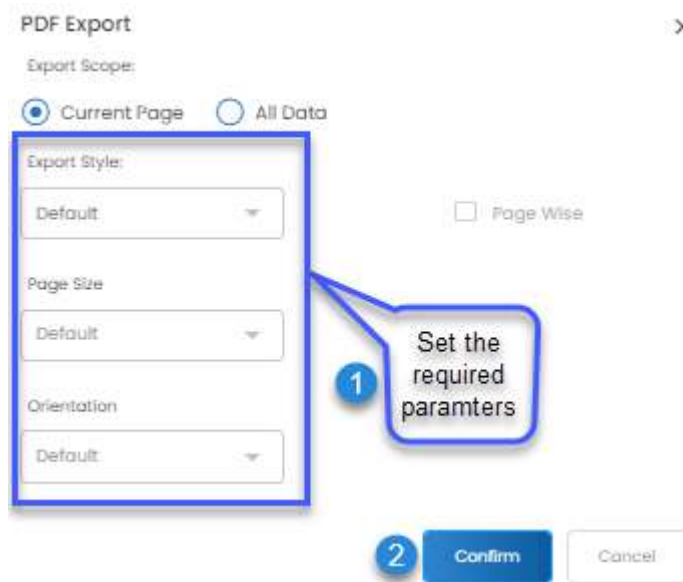 PDF Export
Export Scope:
Current Page All Data
Export Style:
Default
Page Wise
Page Size
Default
Set the
required
paramters
1
Orientation
Default
2 Confirm Cancel